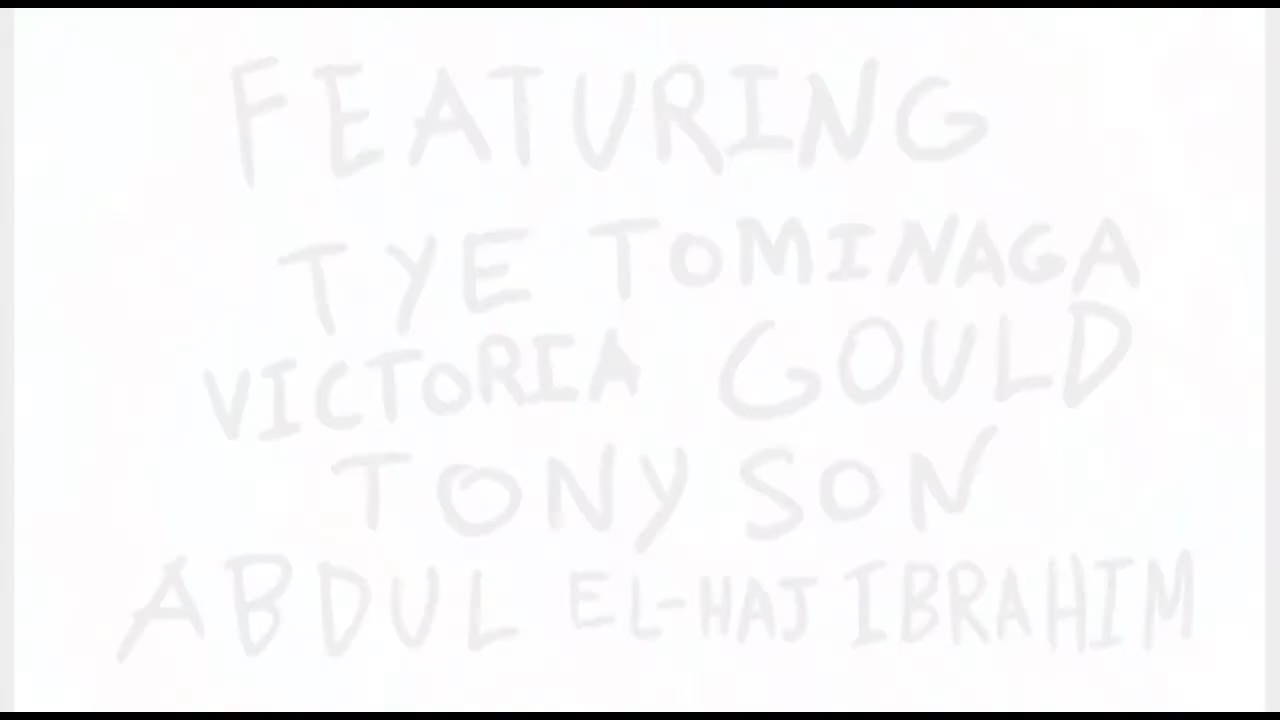 FEATURING
TYE TOMINAGA
VICTORIA GOULD
TONY SON
ABDUL EL-HAJ IBRAHIM